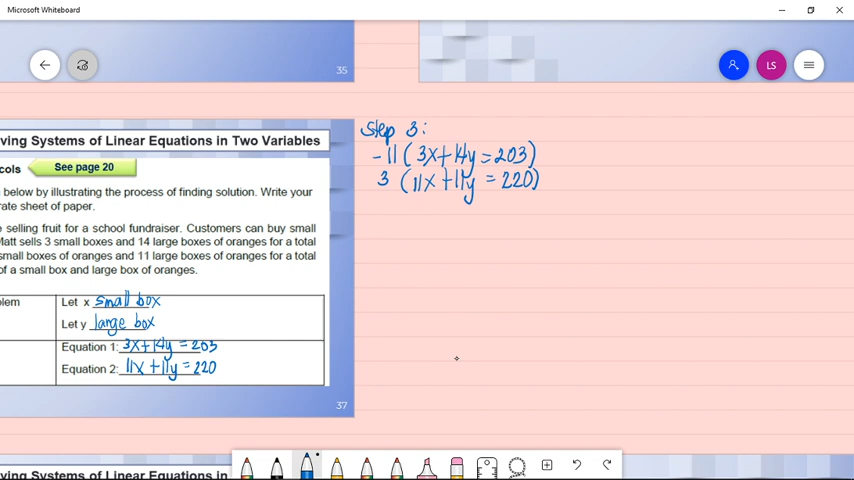 Microsoft Whiteboard
35
LS
ving Systems of Linear Equations in Two Variables
cols
See page 20
below by illustrating the process of finding solution. Write your
rate sheet of paper.
e selling fruit for a school fundraiser. Customers can buy small
Matt sells 3 small boxes and 14 large boxes of oranges for a total
small boxes of oranges and 11 large boxes of oranges for a total
of a small box and large box of oranges.
olem
Let x small box
Let y large box
Equation 1: 3x+14y = 203
Equation 2: 11x + 11y = 220
37
Step 3:
-11 (3x+14y = 203)
3 (11x + 11y = 220)
ving Systems of Linear Equations in